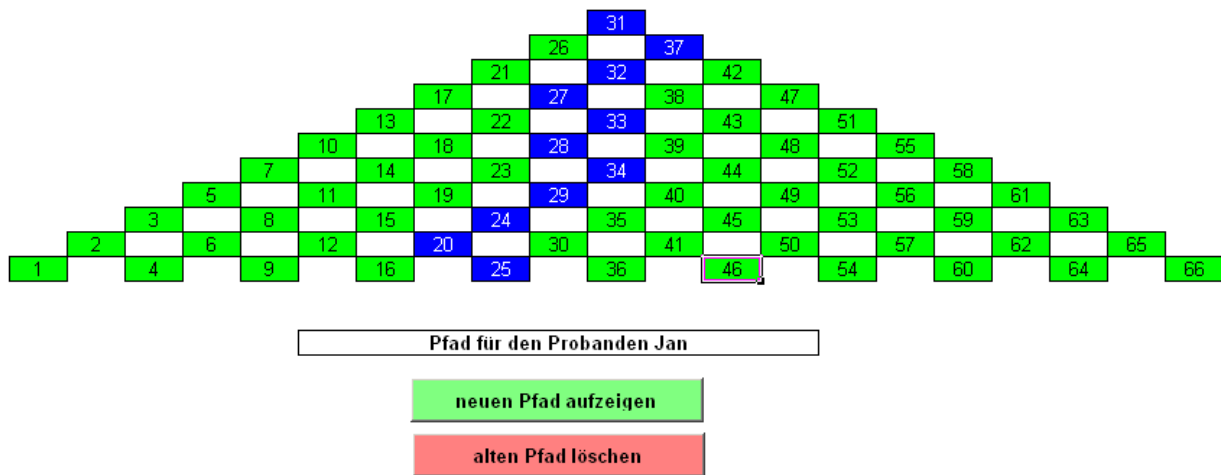 31
26 37
21 32 42
17 27 38 47
13 22 33 43 51
10 18 28 39 48 55
7 14 23 34 44 52 58
5 11 19 29 40 49 56 61
3 8 15 24 35 45 53 59 63
2 6 12 20 30 41 50 57 62 65
1 4 9 16 25 36 46 54 60 64 66
Pfad für den Probanden Jan
neuen Pfad aufzeigen
alten Pfad löschen